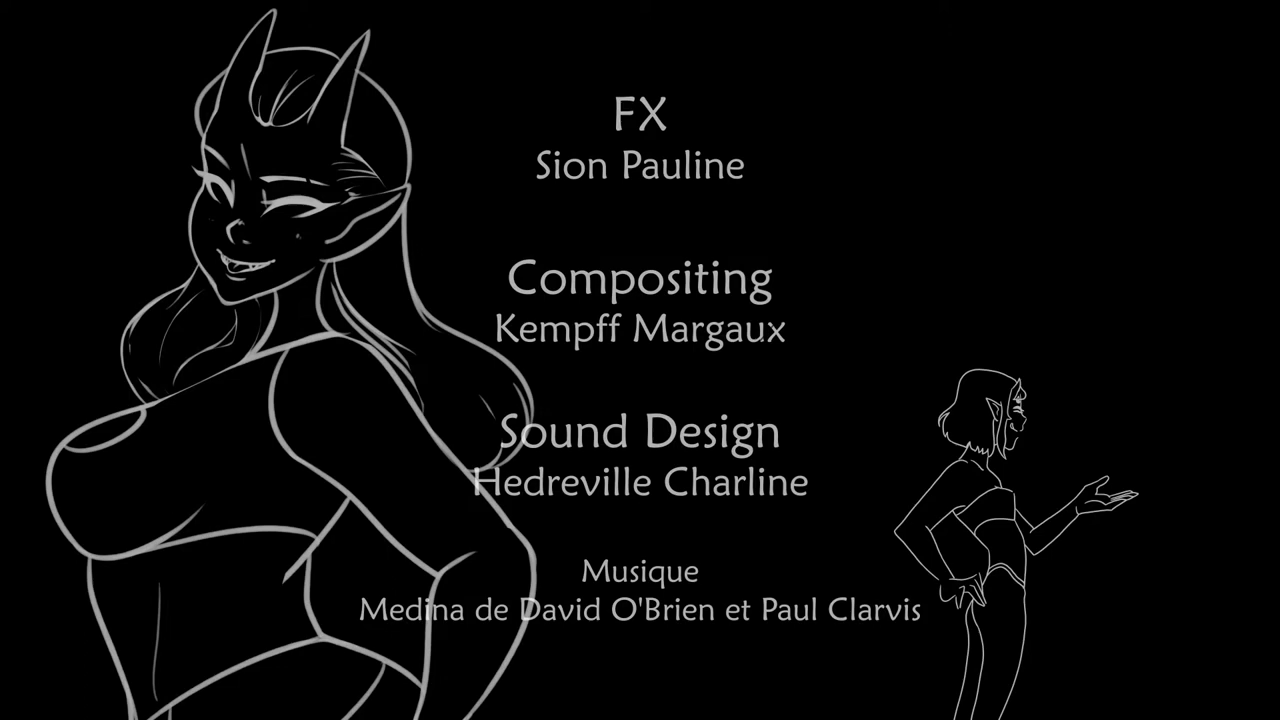 FX
Sion Pauline
Compositing
Kempff Margaux
Sound Design
Hedreville Charline
Musique
Medina de David O'Brien et Paul Clarvis